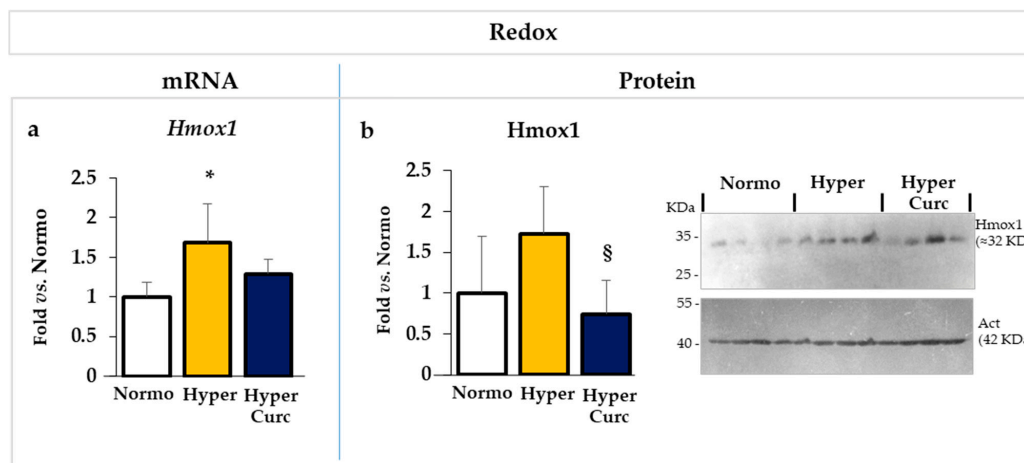 Redox
mRNA
Protein
a
Hmox1
Fold vs. Normo
2.5
2
1.5
1
0.5
0
*
Normo Hyper Hyper
Curc
b
Hmox1
Fold vs. Normo
2.5
2
1.5
1
0.5
0
§
Normo Hyper Hyper
Curc
Normo Hyper Hyper
Curc
KDa
35 -
25 -
Hmox1
(≈32 KD
55 -
40 -
Act
(42 KD